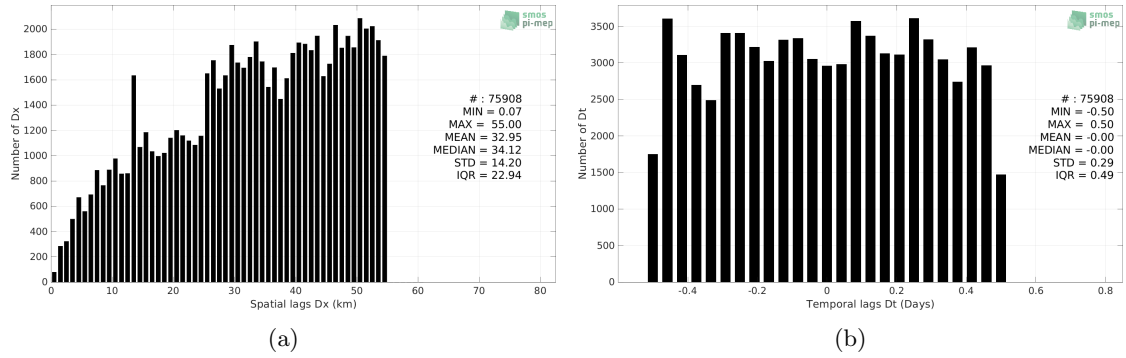 smos
pi-mep
Number of Dx
2000
1800
1600
1400
1200
1000
800
600
400
200
0
# : 75908
MIN = 0.07
MAX = 55.00
MEAN = 32.95
MEDIAN = 34.12
STD = 14.20
IQR = 22.94
0 10 20 30 40 50 60 70 80
Spatial lags Dx (km)
(a)
smos
pi-mep
Number of Dt
3500
3000
2500
2000
1500
1000
500
0
# : 75908
MIN = -0.50
MAX = 0.50
MEAN = -0.00
MEDIAN = -0.00
STD = 0.29
IQR = 0.49
-0.4 -0.2 0 0.2 0.4 0.6 0.8
Temporal lags Dt (Days)
(b)